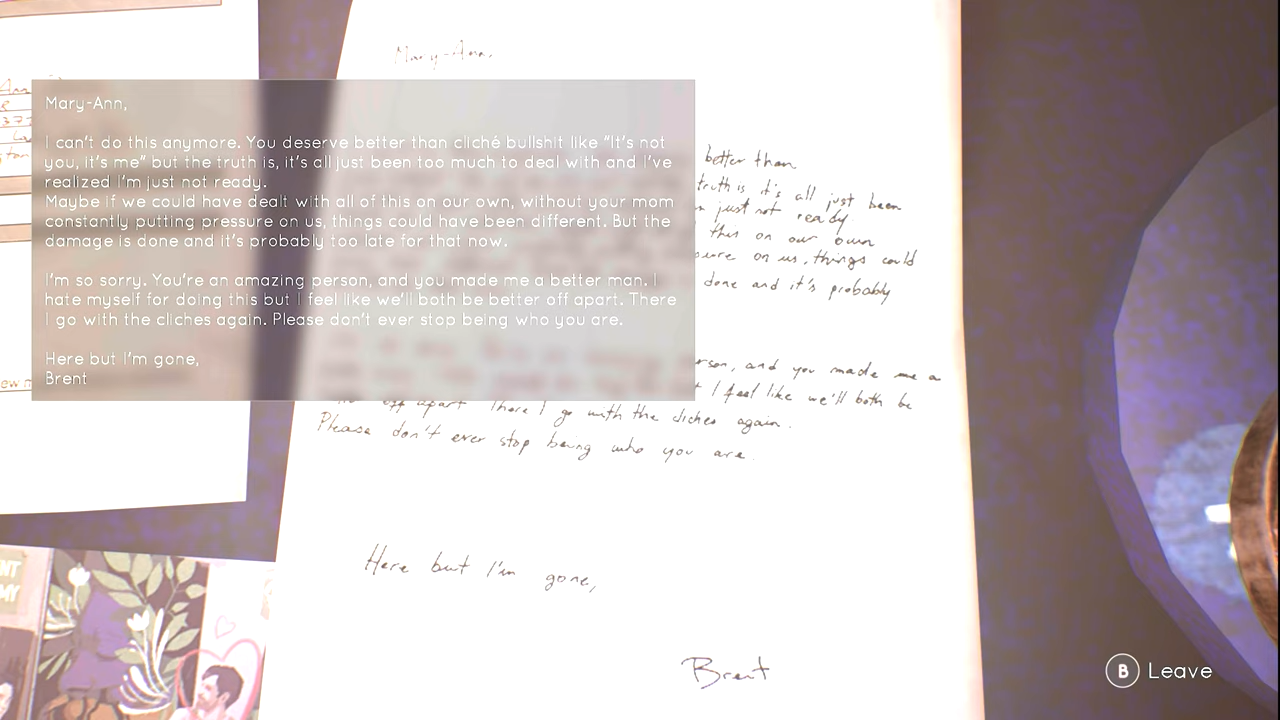 Mary-Ann,
Mary-Ann,
I can't do this anymore. You deserve better than cliché bullshit like "It's not
you, it's me" but the truth is, it's all just been too much to deal with and I've
realized I'm just not ready.
Maybe if we could have dealt with all of this on our own, without your mom
constantly putting pressure on us, things could have been different. But the
damage is done and it's probably too late for that now.
I'm so sorry. You're an amazing person, and you made me a better man. I
hate myself for doing this but I feel like we'll both be better off apart. There
I go with the cliches again. Please don't ever stop being who you are.
Here but I'm gone,
Brent
better than
truth is it's all just been
just not ready
this on our own
on us, things could
done and it's probably
and you made me a
I feel like we'll both be
off apart There I go with the cliches again.
Please don't ever stop being who you are.
Here but I'm gone,
Brent
B Leave